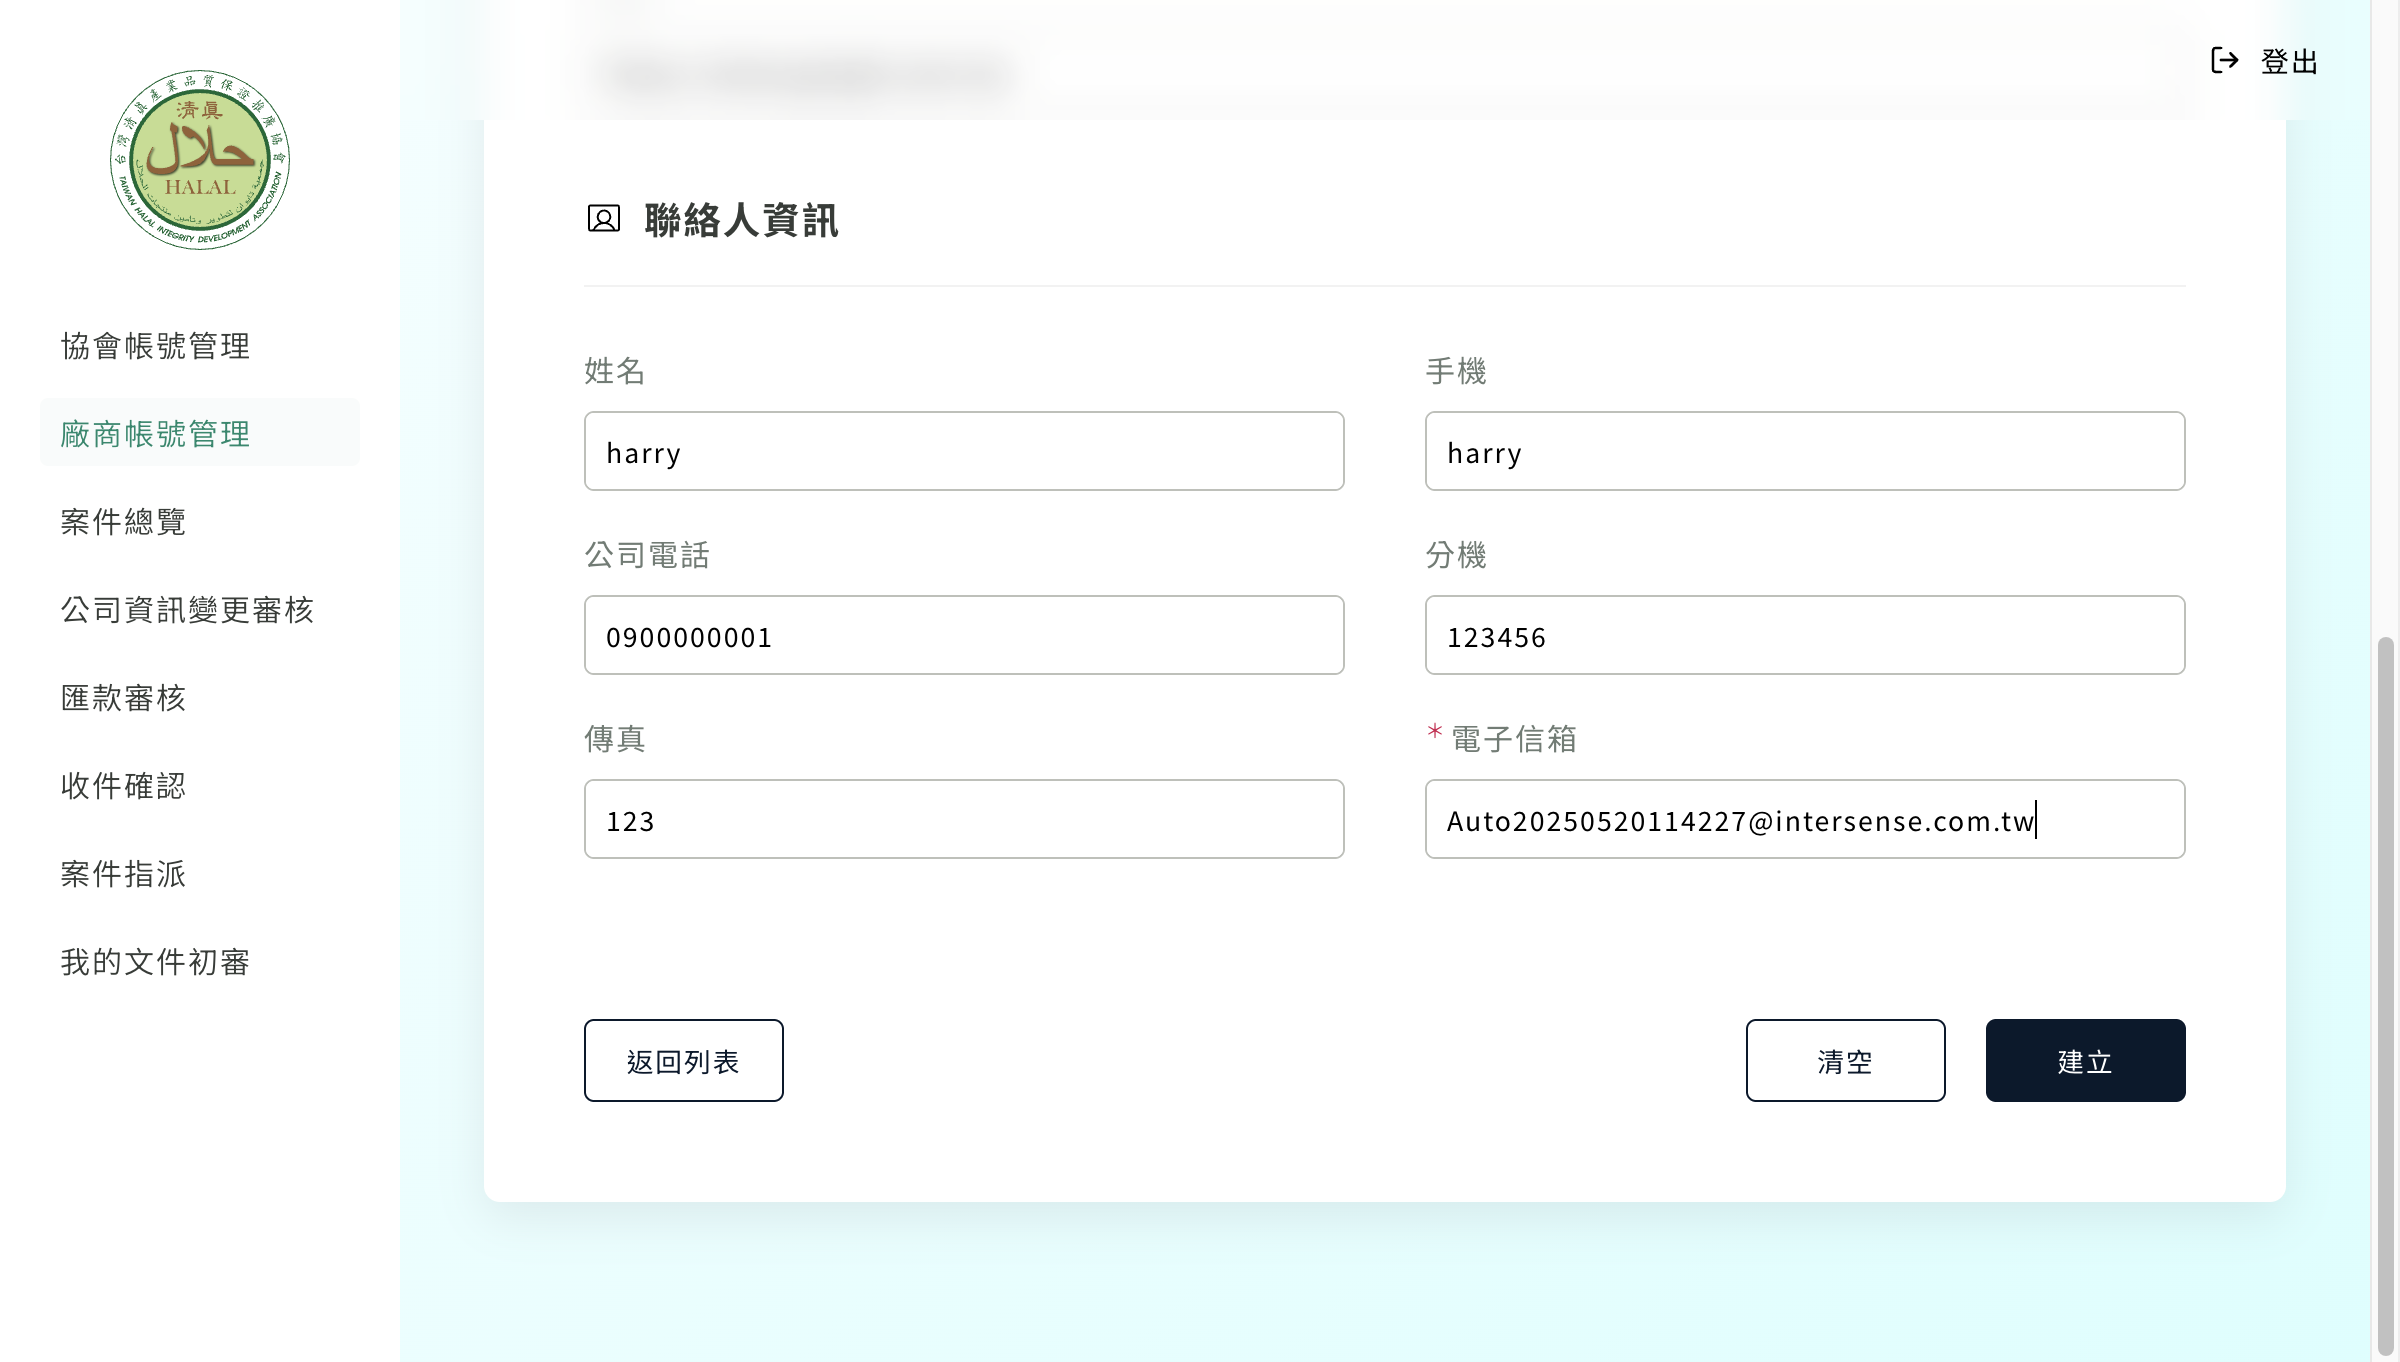 登出
台灣清真產業品質保證推廣協會
清真
حلال
HALAL
TAIWAN HALAL INTEGRITY DEVELOPMENT ASSOCIATION
協會帳號管理
廠商帳號管理
案件總覽
公司資訊變更審核
匯款審核
收件確認
案件指派
我的文件初審
聯絡人資訊
姓名
手機
harry
harry
公司電話
分機
0900000001
123456
傳真
* 電子信箱
123
Auto20250520114227@intersense.com.tw
返回列表
清空
建立